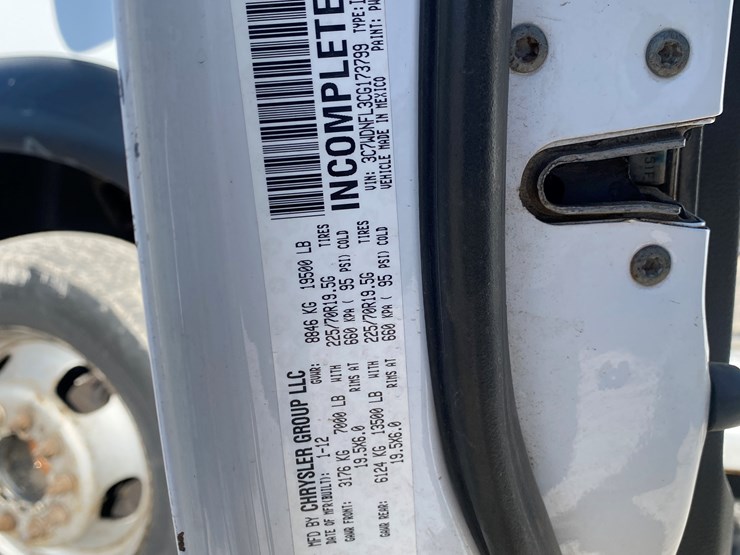 MFD BY CHRYSLER GROUP LLC
DATE OF MFR(BUILT): 1-12 GVWR: 8846 KG 19500 LB
GAWR FRONT: 3176 KG 7000 LB WITH 225/70R19.5G TIRES
19.5X6.0 RIMS AT 660 KPA ( 95 PSI) COLD
GAWR REAR: 6124 KG 13500 LB WITH 225/70R19.5G TIRES
19.5X6.0 RIMS AT 660 KPA ( 95 PSI) COLD
INCOMPLETE
VIN: 3C7WDNFL3CG173799 TYPE:
VEHICLE MADE IN MEXICO PAINT: